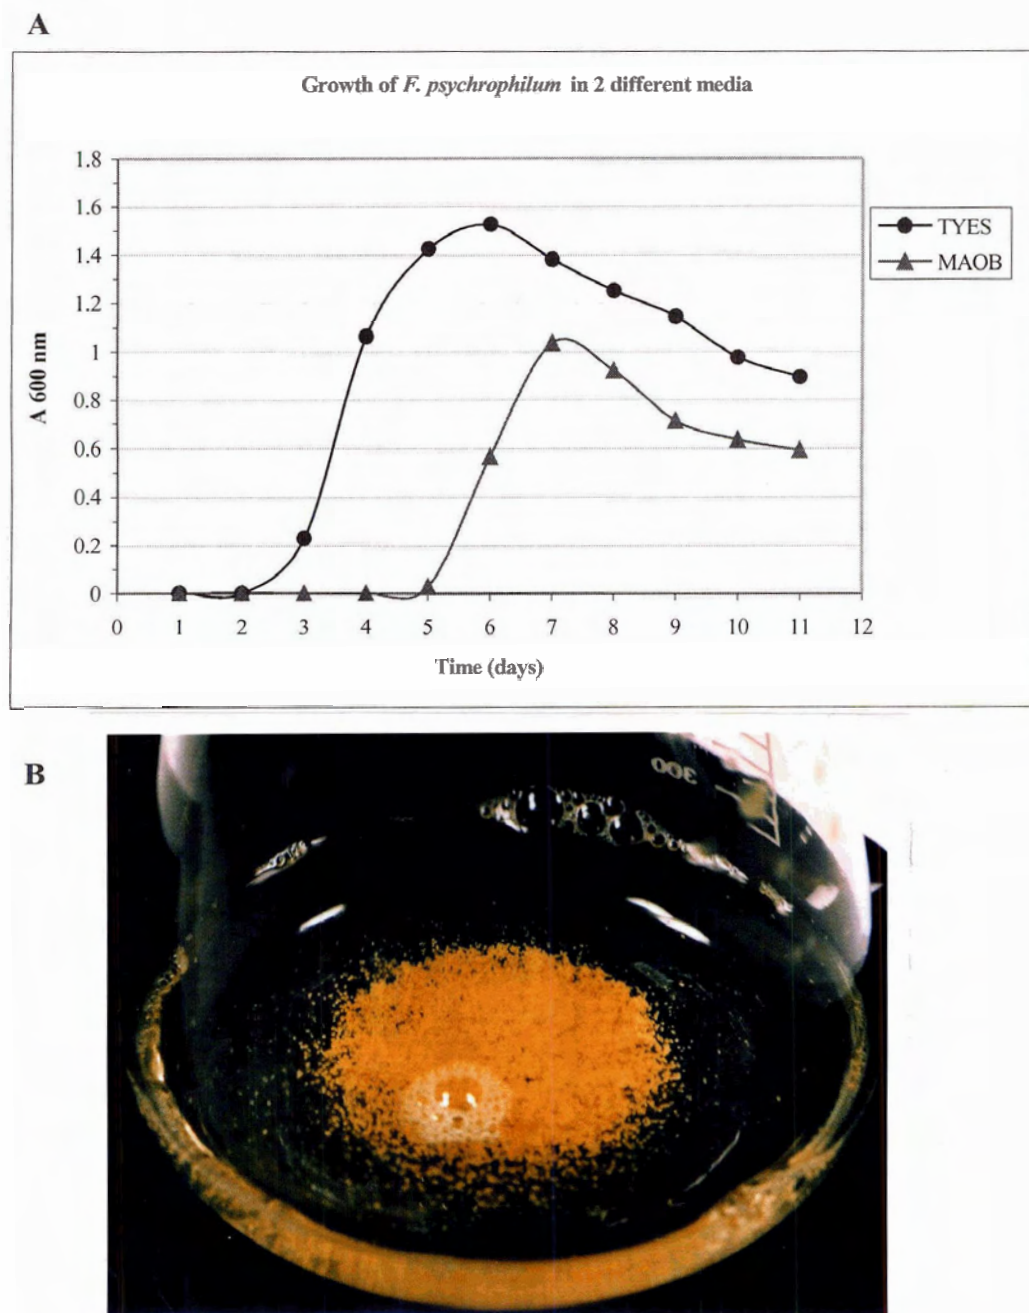 A
Growth of F. psychrophilum in 2 different media
1.8
1.6
1.4
1.2
1
0.8
0.6
0.4
0.2
0
A 600 nm
0 1 2 3 4 5 6 7 8 9 10 11 12
Time (days)
TYES
MAOB
B
300